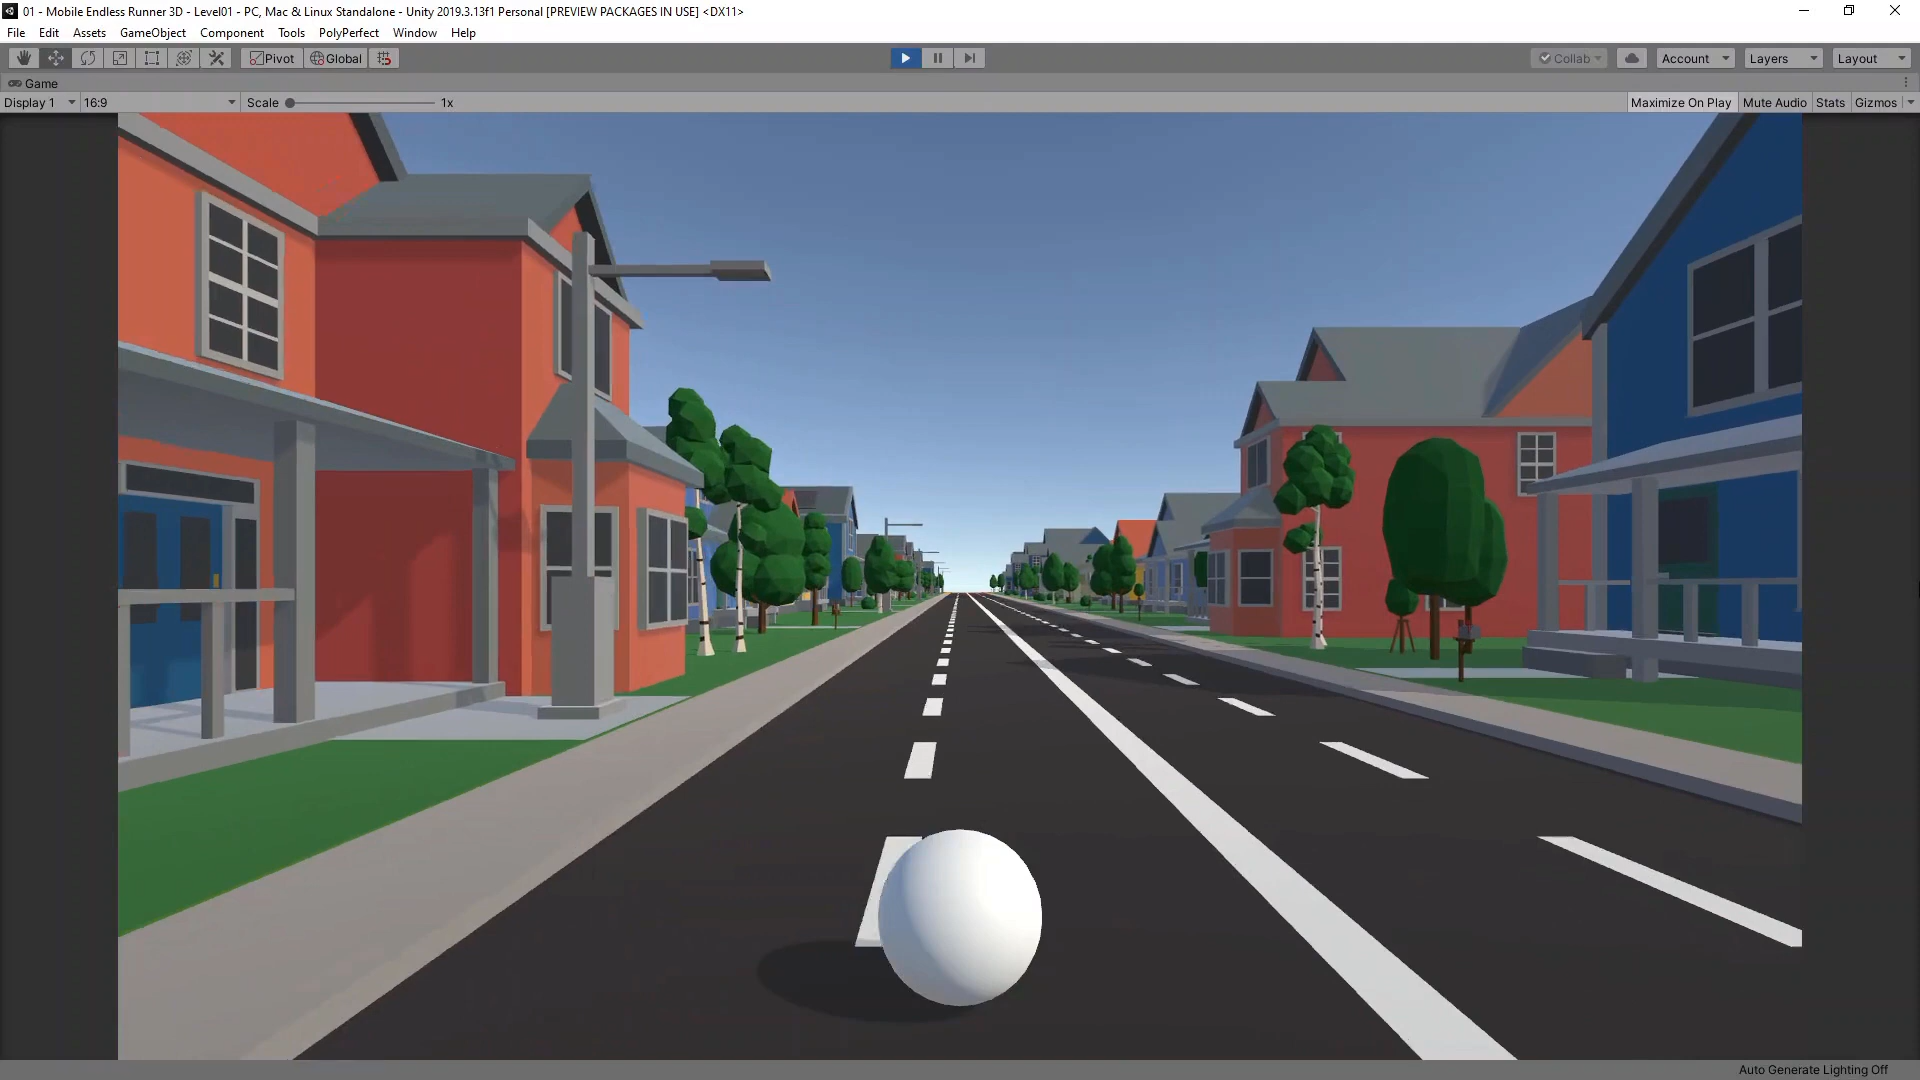 01 - Mobile Endless Runner 3D - Level01 - PC, Mac & Linux Standalone - Unity 2019.3.13f1 Personal [PREVIEW PACKAGES IN USE] <DX11>
File Edit Assets GameObject Component Tools PolyPerfect Window Help
Pivot Global Collab Account Layers Layout
Game
Display 1 16:9 Scale 1x Maximize On Play Mute Audio Stats Gizmos
Auto Generate Lighting Off